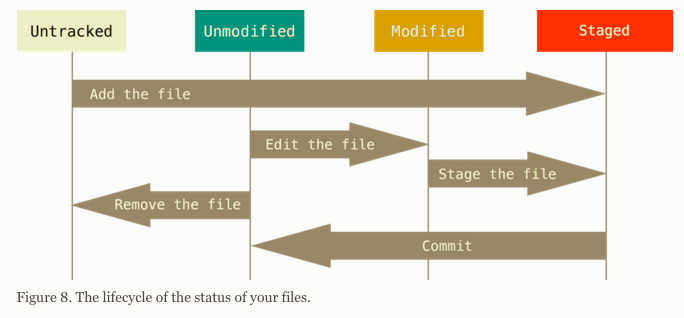 Untracked
Unmodified
Modified
Staged
Add the file
Edit the file
Stage the file
Remove the file
Commit
Figure 8. The lifecycle of the status of your files.